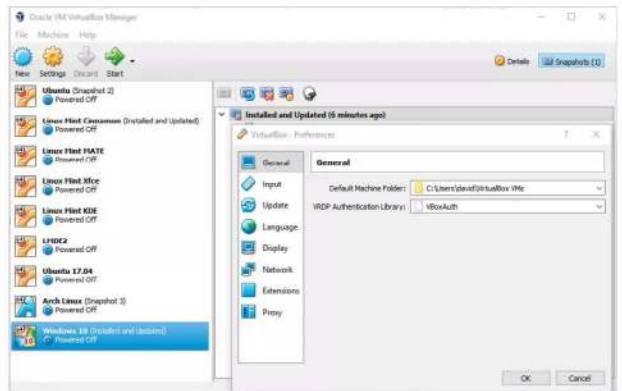 Oracle VM VirtualBox Manager
File Machine Help
New Settings Discard Start
Details Snapshots (1)
Ubuntu (Snapshot 2)
Powered Off
Linux Mint Cinnamon (Installed and Updated)
Powered Off
Linux Mint MATE
Powered Off
Linux Mint Xfce
Powered Off
Linux Mint KDE
Powered Off
LMDE2
Powered Off
Ubuntu 17.04
Powered Off
Arch Linux (Snapshot 3)
Powered Off
Windows 10 (Installed and Updated)
Powered Off
Installed and Updated (6 minutes ago)
VirtualBox - Preferences
? 
General
Input
Update
Language
Display
Network
Extensions
Proxy
General
Default Machine Folder: C:\Users\david\VirtualBox VMs
VRDP Authentication Library: VBoxAuth
OK Cancel